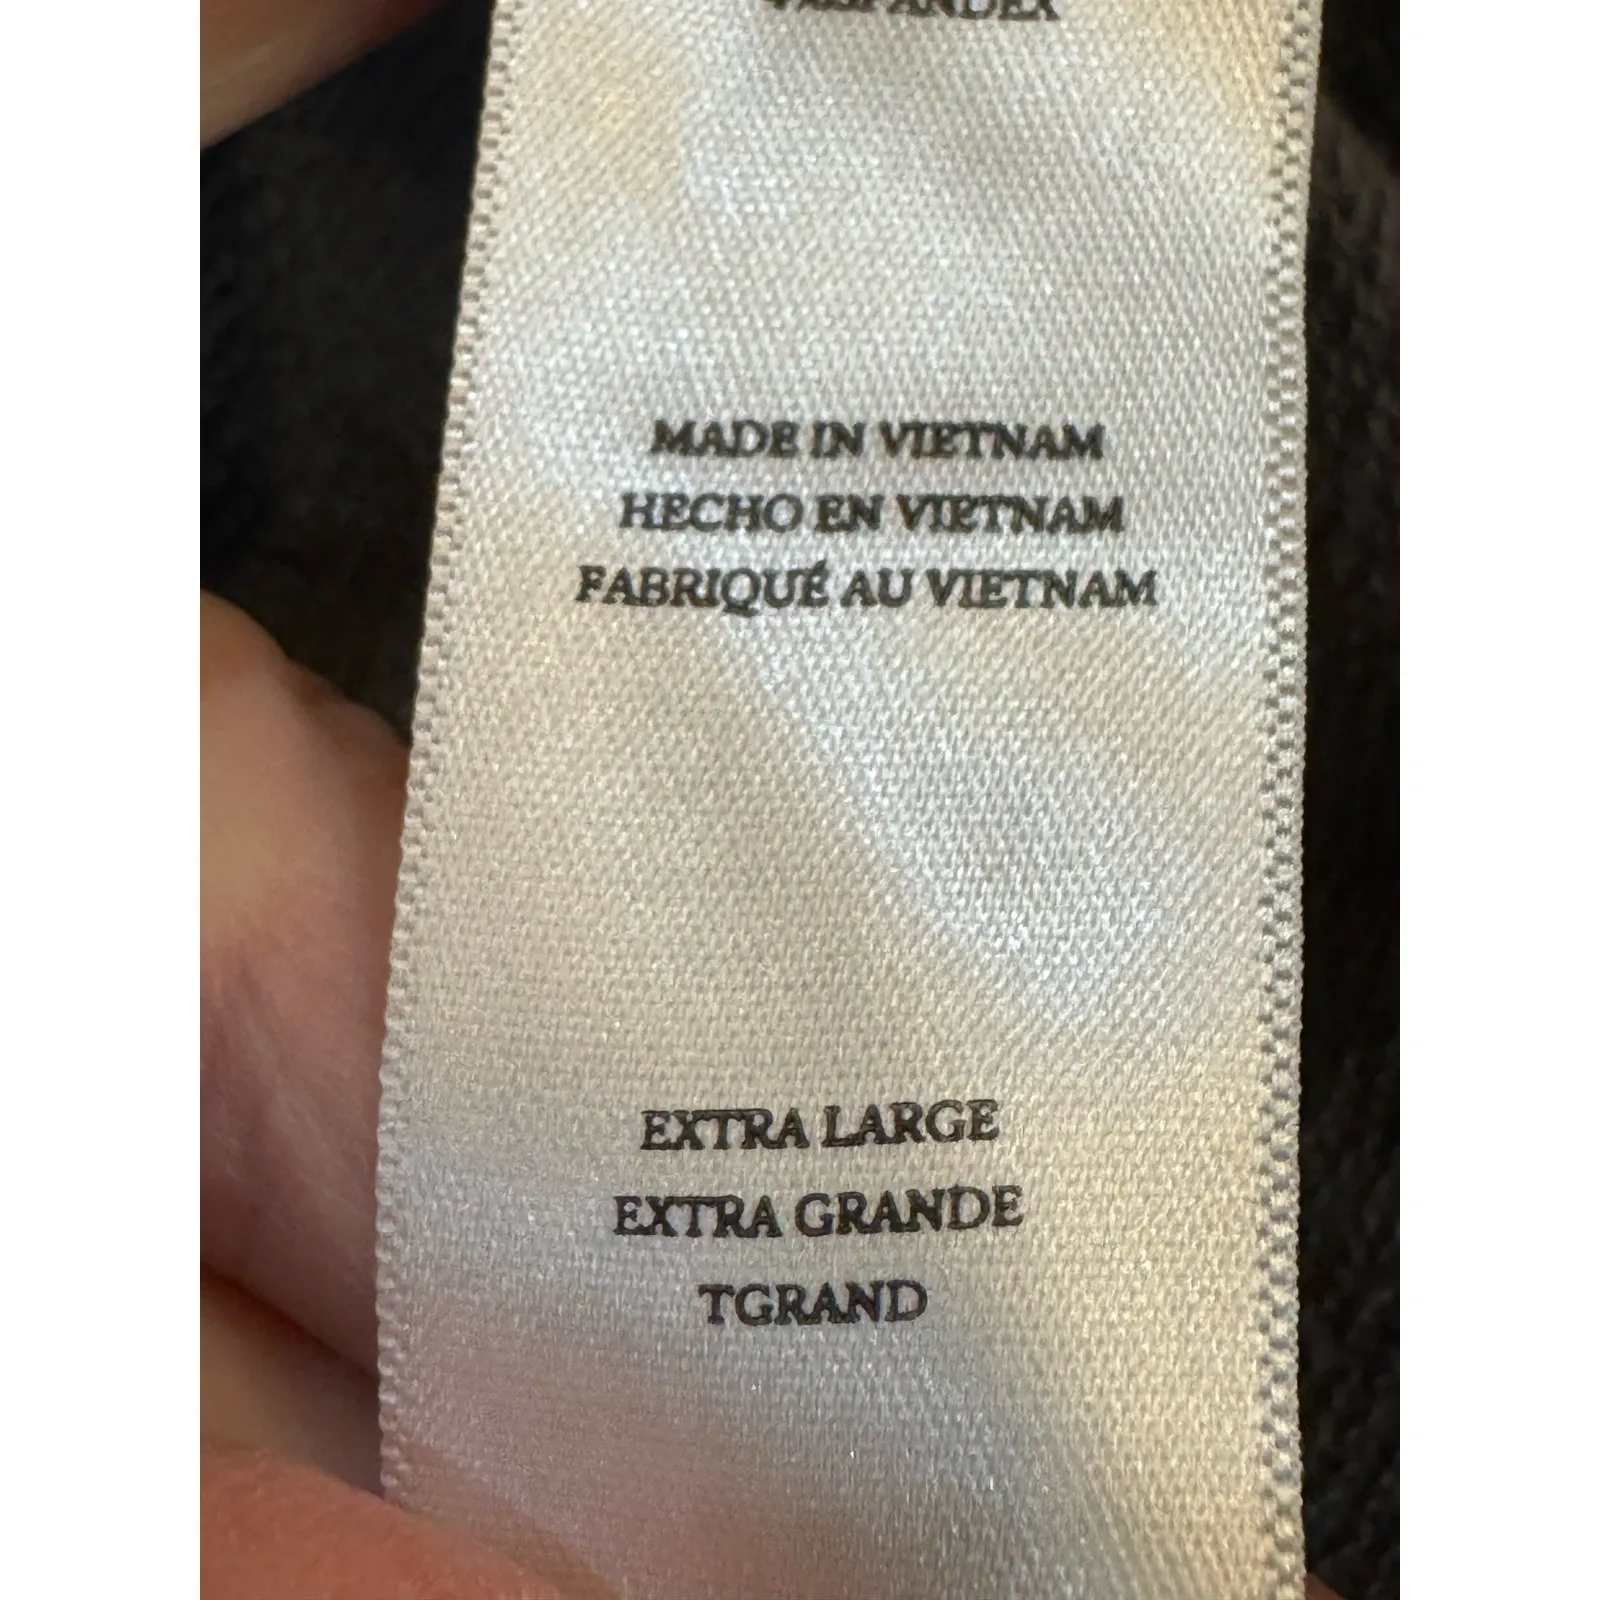 MADE IN VIETNAM
HECHO EN VIETNAM
FABRIQUÉ AU VIETNAM
EXTRA LARGE
EXTRA GRANDE
TGRAND